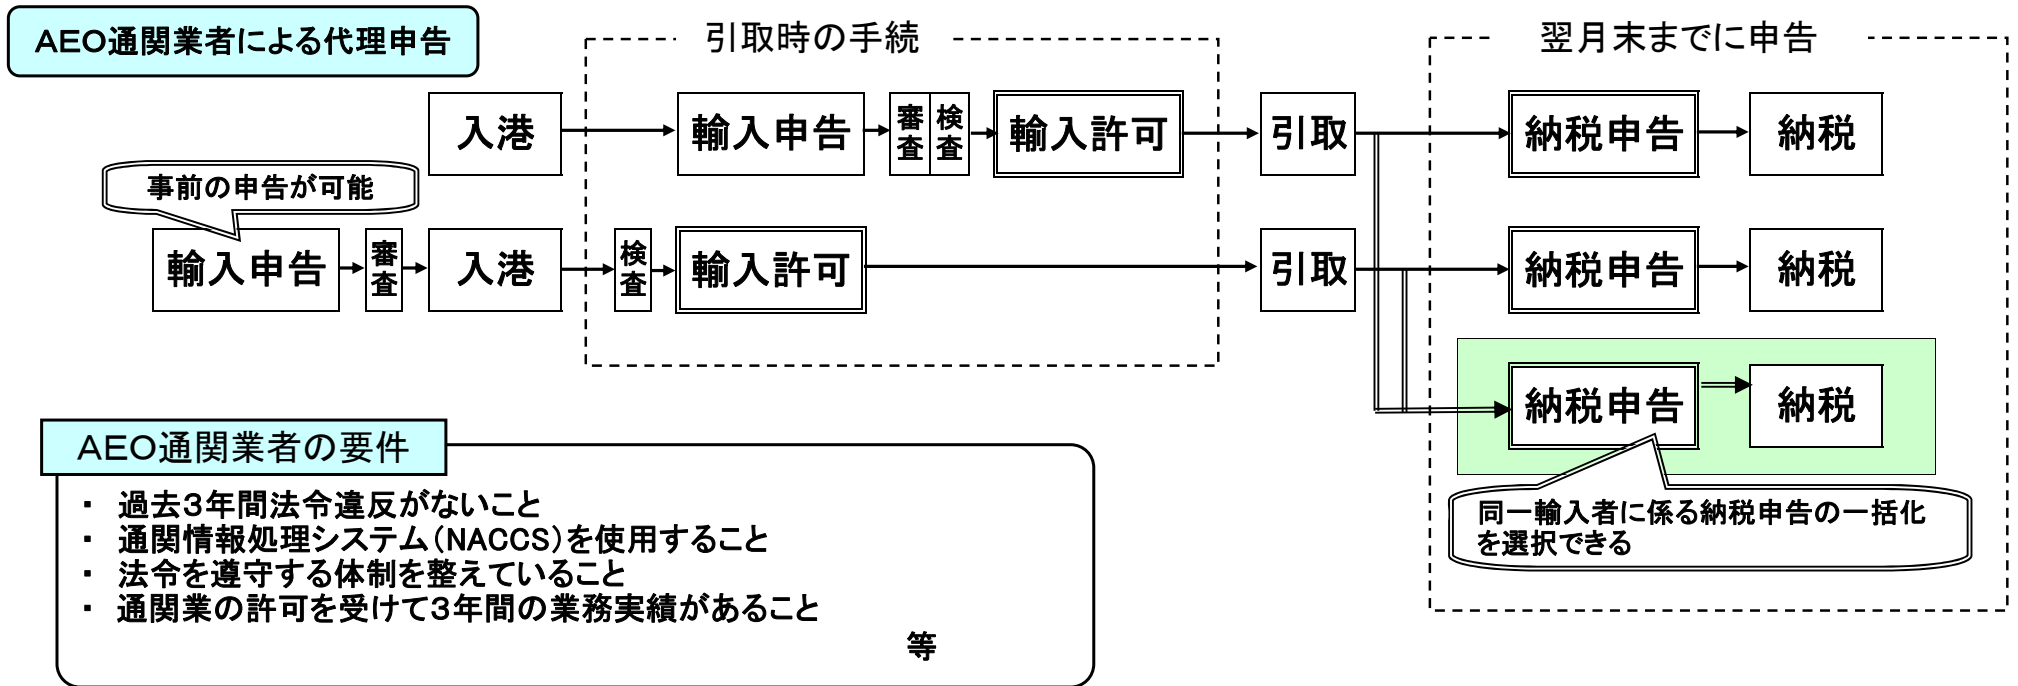 ＡＥＯ通関業者による代理申告
引取時の手続
翌月末までに申告
入港
輸入申告
審査
検査
輸入許可
引取
納税申告
納税
事前の申告が可能
輸入申告
審査
入港
検査
輸入許可
引取
納税申告
納税
納税申告
納税
同一輸入者に係る納税申告の一括化
を選択できる
ＡＥＯ通関業者の要件
・ 過去３年間法令違反がないこと
・ 通関情報処理システム（NACCS）を使用すること
・ 法令を遵守する体制を整えていること
・ 通関業の許可を受けて３年間の業務実績があること
等